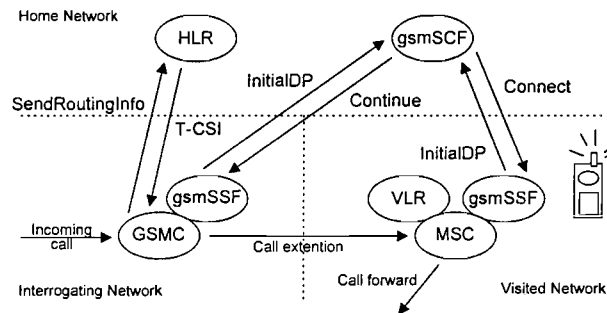 Home Network
HLR
gsmSCF
InitialDP
Connect
SendRoutingInfo
Continue
T-CSI
InitialDP
gsmSSF
VLR
gsmSSF
Incoming
call
GSMC
Call extention
MSC
Call forward
Interrogating Network
Visited Network